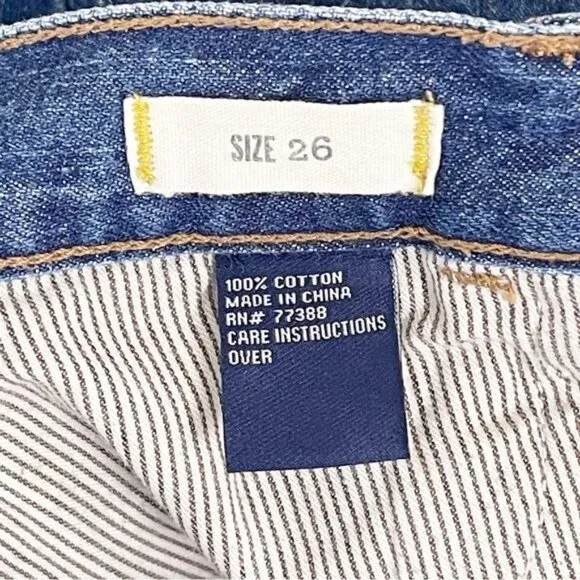 SIZE 26
100% COTTON
MADE IN CHINA
RN# 77388
CARE INSTRUCTIONS
OVER